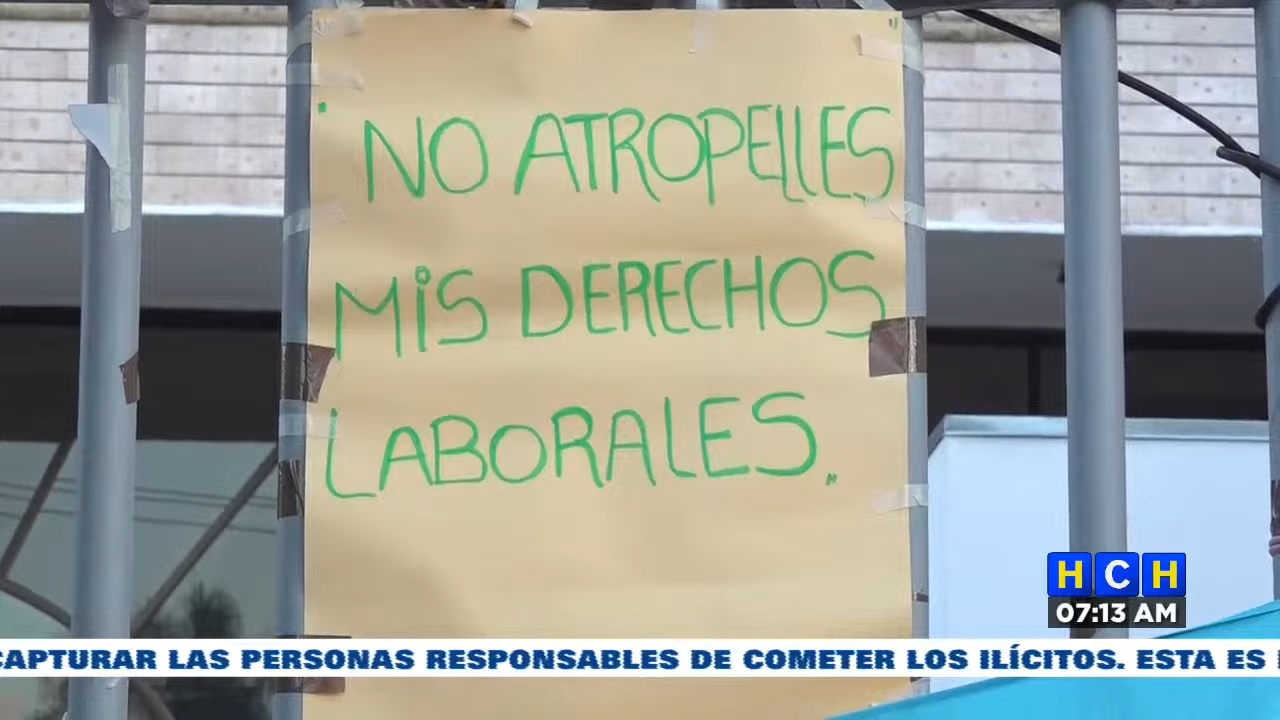 "NO ATROPELLES
MIS DERECHOS
LABORALES."
HCH
07:13 AM
CAPTURAR LAS PERSONAS RESPONSABLES DE COMETER LOS ILÍCITOS. ESTA ES